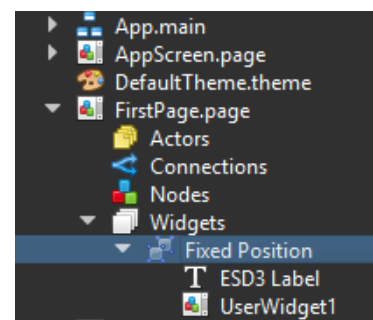 App.main
AppScreen.page
DefaultTheme.theme
FirstPage.page
Actors
Connections
Nodes
Widgets
Fixed Position
T ESD3 Label
UserWidget1